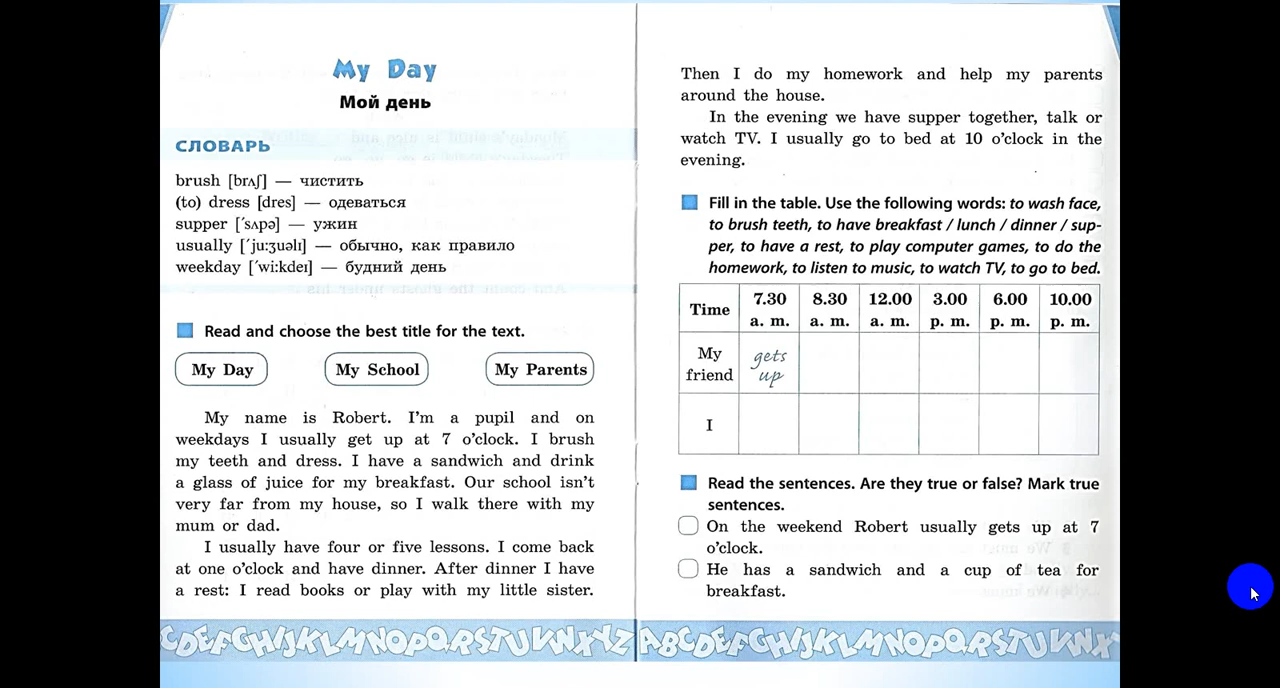 My Day
Мой день
СЛОВАРЬ
brush [brʌʃ] — чистить
(to) dress [dres] — одеваться
supper [ˈsʌpə] — ужин
usually [ˈju:ʒuəlɪ] — обычно, как правило
weekday [ˈwi:kdeɪ] — будний день
Read and choose the best title for the text.
My Day My School My Parents
My name is Robert. I'm a pupil and on
weekdays I usually get up at 7 o'clock. I brush
my teeth and dress. I have a sandwich and drink
a glass of juice for my breakfast. Our school isn't
very far from my house, so I walk there with my
mum or dad.
I usually have four or five lessons. I come back
at one o'clock and have dinner. After dinner I have
a rest: I read books or play with my little sister.
CDEFGHIJKLMNOPQRSTUVWXYZ
Then I do my homework and help my parents
around the house.
In the evening we have supper together, talk or
watch TV. I usually go to bed at 10 o'clock in the
evening.
Fill in the table. Use the following words: to wash face,
to brush teeth, to have breakfast / lunch / dinner / sup-
per, to have a rest, to play computer games, to do the
homework, to listen to music, to watch TV, to go to bed.
Time 7.30 a. m. 8.30 a. m. 12.00 a. m. 3.00 p. m. 6.00 p. m. 10.00 p. m.
My friend gets up
I
Read the sentences. Are they true or false? Mark true
sentences.
On the weekend Robert usually gets up at 7
o'clock.
He has a sandwich and a cup of tea for
breakfast.
ABCDEFGHIJKLMNOPQRSTUVWX